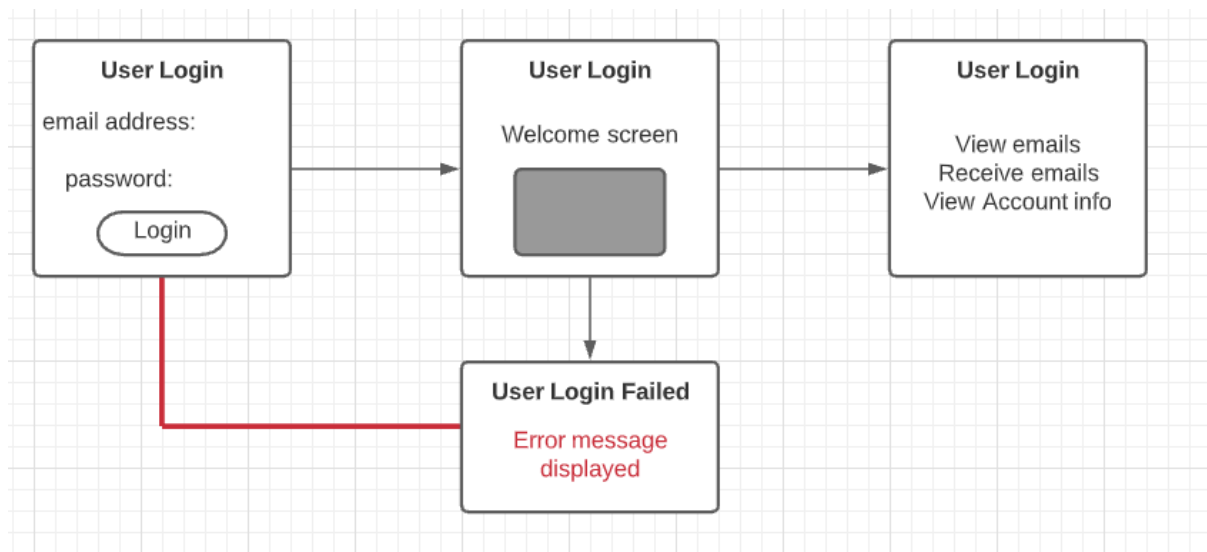 User Login
email address:
password:
Login
User Login
Welcome screen
User Login
View emails
Receive emails
View Account info
User Login Failed
Error message
displayed